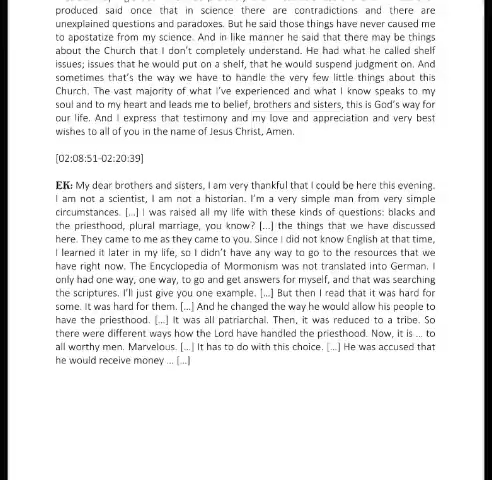 produced said once that in science there are contradictions and there are
unexplained questions and paradoxes. But he said those things have never caused me
to apostatize from my science. And in like manner he said that there may be things
about the Church that I don't completely understand. He had what he called shelf
issues; issues that he would put on a shelf, that he would suspend judgment on. And
sometimes that's the way we have to handle the very few little things about this
Church. The vast majority of what I've experienced and what I know speaks to my
soul and to my heart and leads me to belief, brothers and sisters, this is God's way for
our life. And I express that testimony and my love and appreciation and very best
wishes to all of you in the name of Jesus Christ, Amen.
[02:08:51-02:20:39]
EK: My dear brothers and sisters, I am very thankful that I could be here this evening.
I am not a scientist, I am not a historian. I'm a very simple man from very simple
circumstances. [...] I was raised all my life with these kinds of questions: blacks and
the priesthood, plural marriage, you know? [...] the things that we have discussed
here. They came to me as they came to you. Since I did not know English at that time,
I learned it later in my life, so I didn't have any way to go to the resources that we
have right now. The Encyclopedia of Mormonism was not translated into German. I
only had one way, one way, to go and get answers for myself, and that was searching
the scriptures. I'll just give you one example. [...] But then I read that it was hard for
some. It was hard for them. [...] And he changed the way he would allow his people to
have the priesthood. [...] It was all patriarchal. Then, it was reduced to a tribe. So
there were different ways how the Lord have handled the priesthood. Now, it is ... to
all worthy men. Marvelous. [...] It has to do with this choice. [...] He was accused that
he would receive money ... [...]